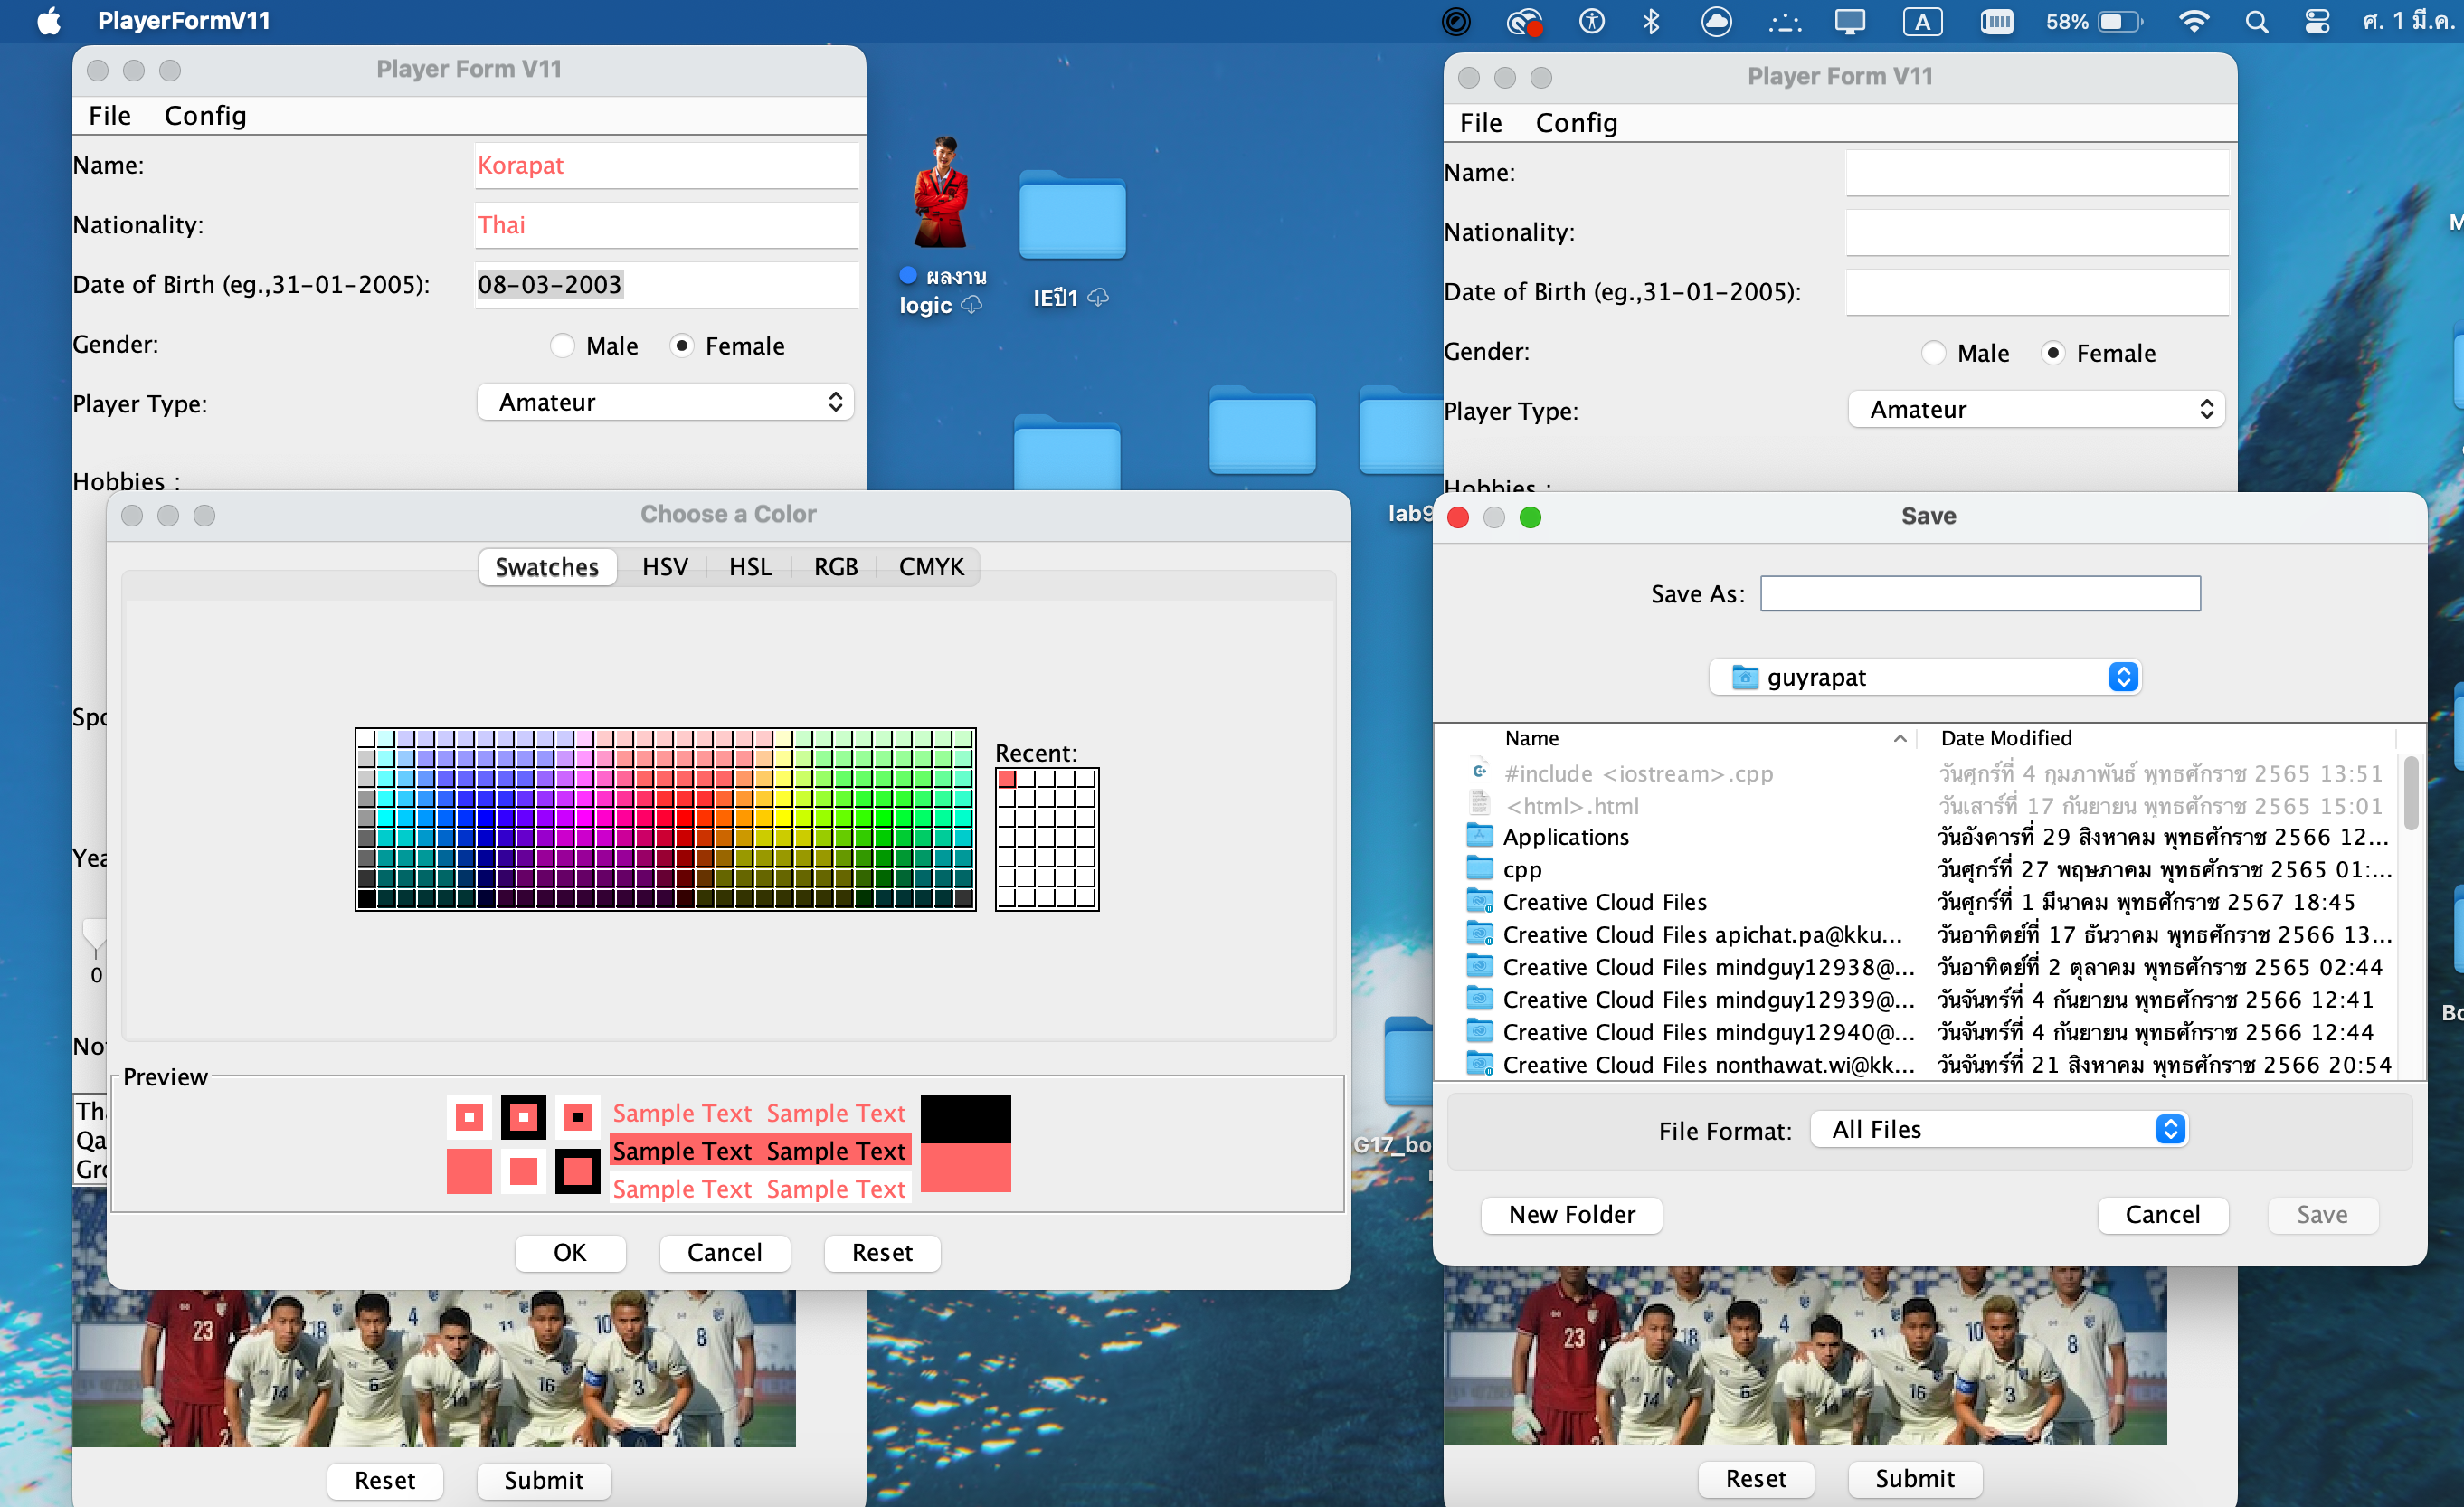 PlayerFormV11
58%
ศ. 1 มี.ค.
Player Form V11
File Config
Name: Korapat
Nationality: Thai
Date of Birth (eg.,31-01-2005): 08-03-2003
Gender: Male Female
Player Type: Amateur
Hobbies :
ผลงาน
logic
IEปี1
lab9
Player Form V11
File Config
Name:
Nationality:
Date of Birth (eg.,31-01-2005):
Gender: Male Female
Player Type: Amateur
Hobbies :
Choose a Color
Swatches HSV HSL RGB CMYK
Recent:
0
Preview
Sample Text Sample Text
Sample Text Sample Text
Sample Text Sample Text
OK Cancel Reset
Save
Save As:
guyrapat
Name Date Modified
#include <iostream>.cpp วันศุกร์ที่ 4 กุมภาพันธ์ พุทธศักราช 2565 13:51
<html>.html วันเสาร์ที่ 17 กันยายน พุทธศักราช 2565 15:01
Applications วันอังคารที่ 29 สิงหาคม พุทธศักราช 2566 12...
cpp วันศุกร์ที่ 27 พฤษภาคม พุทธศักราช 2565 01:...
Creative Cloud Files วันศุกร์ที่ 1 มีนาคม พุทธศักราช 2567 18:45
Creative Cloud Files apichat.pa@kku... วันอาทิตย์ที่ 17 ธันวาคม พุทธศักราช 2566 13...
Creative Cloud Files mindguy12938@... วันอาทิตย์ที่ 2 ตุลาคม พุทธศักราช 2565 02:44
Creative Cloud Files mindguy12939@... วันจันทร์ที่ 4 กันยายน พุทธศักราช 2566 12:41
Creative Cloud Files mindguy12940@... วันจันทร์ที่ 4 กันยายน พุทธศักราช 2566 12:44
Creative Cloud Files nonthawat.wi@kk... วันจันทร์ที่ 21 สิงหาคม พุทธศักราช 2566 20:54
File Format: All Files
New Folder Cancel Save
G17_bo
23 18 4 11 10 8
14 6 16 3
Reset Submit
23 18 4 11 10 8
14 6 16 3
Reset Submit